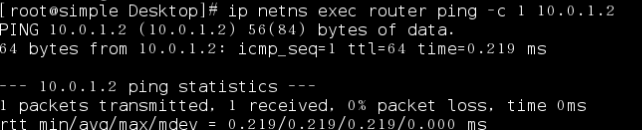 [root@simple Desktop]# ip netns exec router ping -c 1 10.0.1.2
PING 10.0.1.2 (10.0.1.2) 56(84) bytes of data.
64 bytes from 10.0.1.2: icmp_seq=1 ttl=64 time=0.219 ms
--- 10.0.1.2 ping statistics ---
1 packets transmitted, 1 received, 0% packet loss, time 0ms
rtt min/avg/max/mdev = 0.219/0.219/0.219/0.000 ms